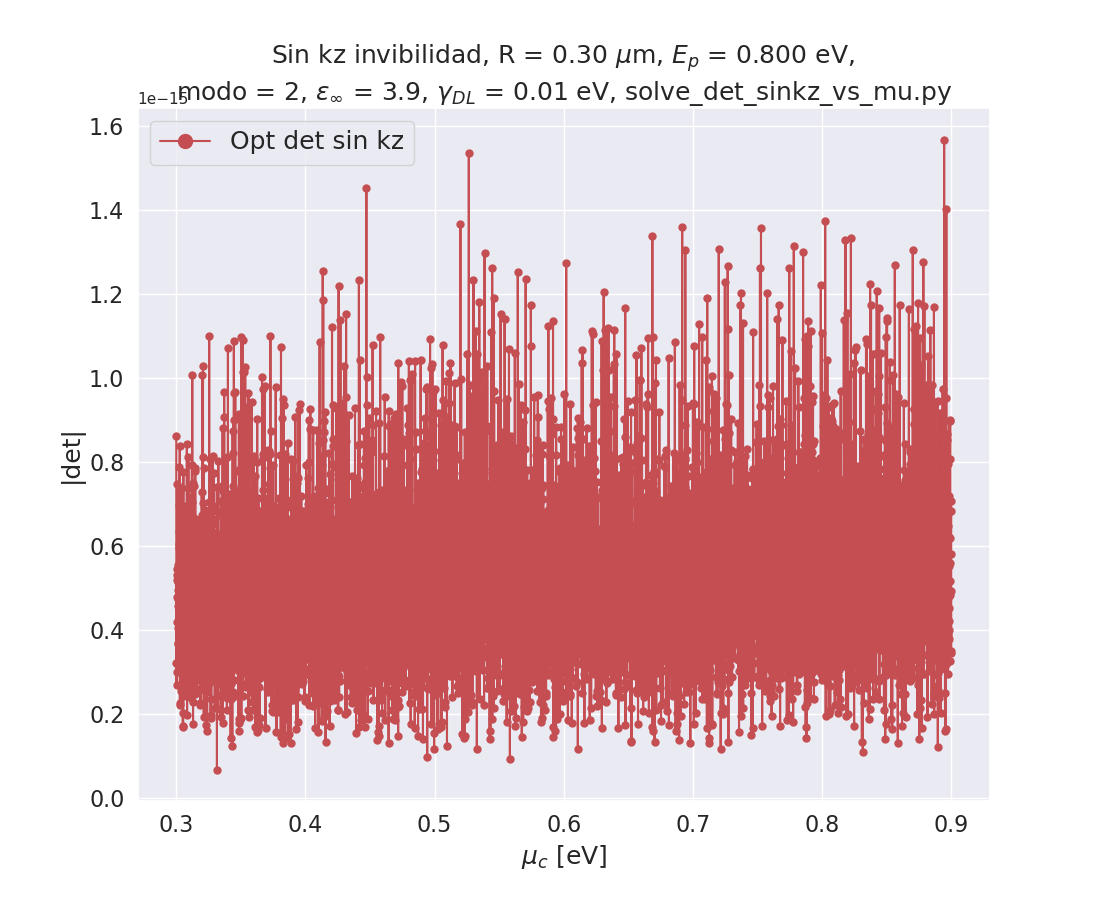 Sin kz invibilidad, R = 0.30 μm, E_p = 0.800 eV,
modo = 2, ε_∞ = 3.9, γ_DL = 0.01 eV, solve_det_sinkz_vs_mu.py
1e−15
Opt det sin kz
1.6
1.4
1.2
1.0
0.8
0.6
0.4
0.2
0.0
|det|
0.3 0.4 0.5 0.6 0.7 0.8 0.9
μ_c [eV]